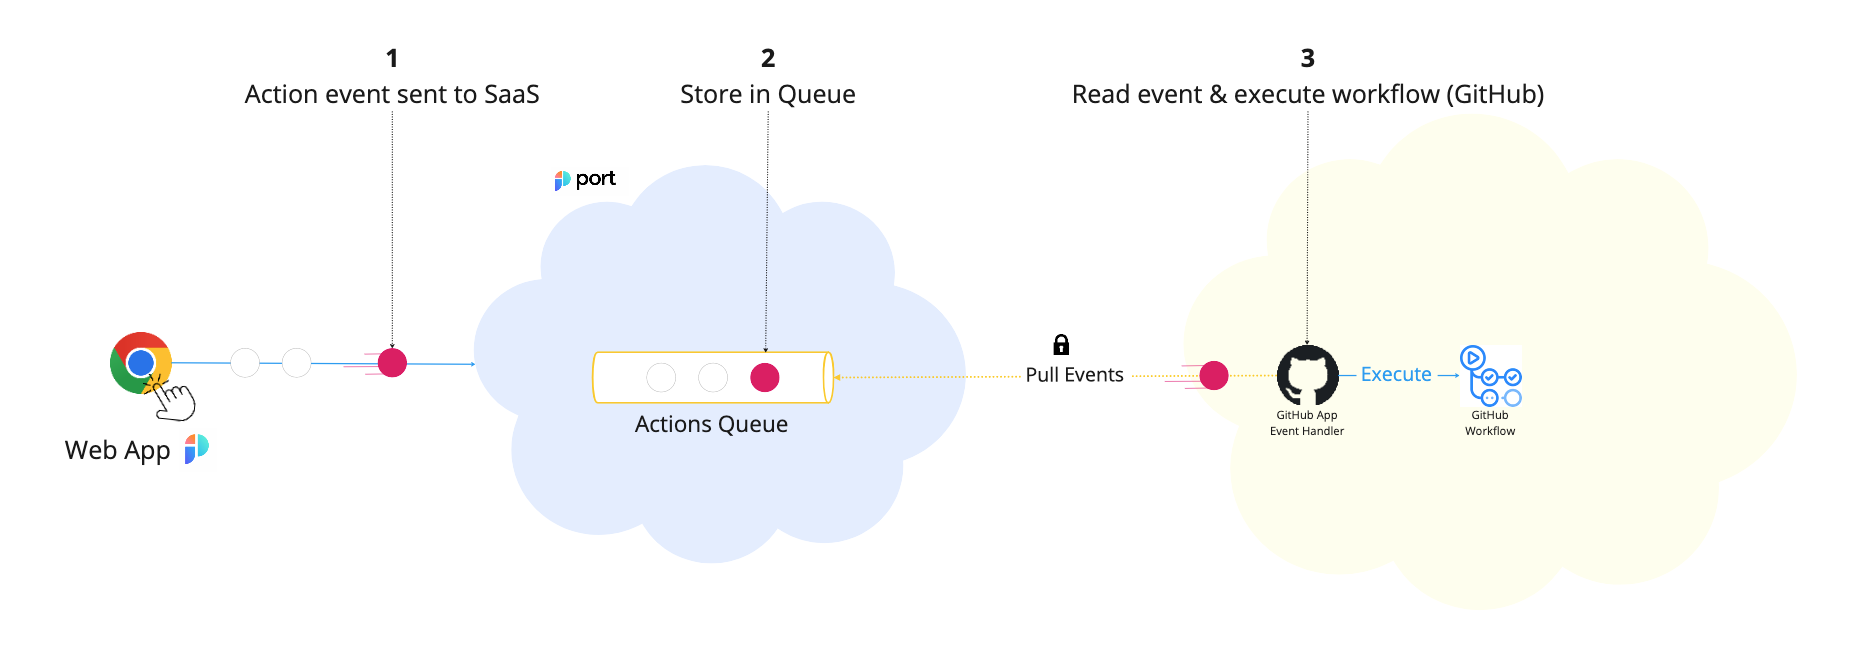 1
Action event sent to SaaS
2
Store in Queue
3
Read event & execute workflow (GitHub)
port
Web App
Actions Queue
Pull Events
GitHub App
Event Handler
Execute
GitHub
Workflow